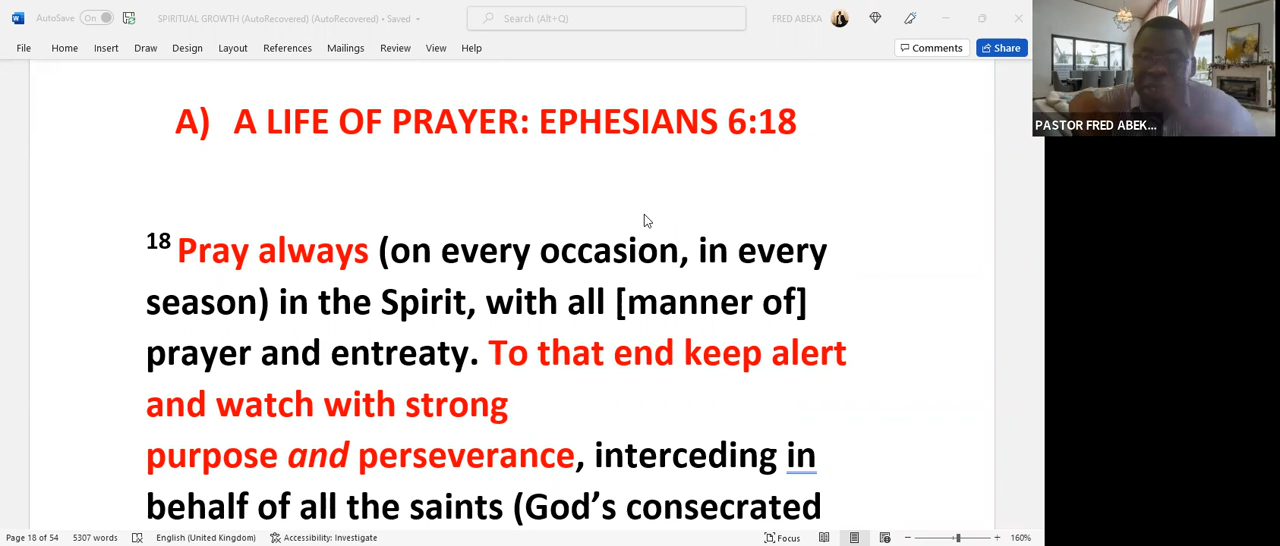 AutoSave Off SPIRITUAL GROWTH (AutoRecovered) (AutoRecovered) • Saved Search (Alt+Q) FRED ABEKA
File Home Insert Draw Design Layout References Mailings Review View Help Comments Share
PASTOR FRED ABEK...
A) A LIFE OF PRAYER: EPHESIANS 6:18
18 Pray always (on every occasion, in every
season) in the Spirit, with all [manner of]
prayer and entreaty. To that end keep alert
and watch with strong
purpose and perseverance, interceding in
behalf of all the saints (God’s consecrated
Page 18 of 54 5307 words English (United Kingdom) Accessibility: Investigate Focus 160%